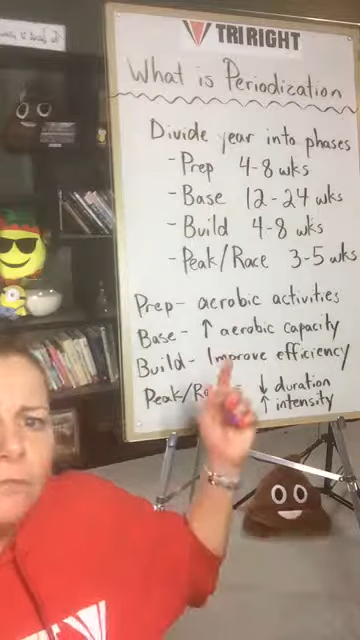 TRI RIGHT
What is Periodization
Divide year into phases
- Prep 4-8 wks
- Base 12-24 wks
- Build 4-8 wks
- Peak/Race 3-5 wks
Prep- aerobic activities
Base- ↑ aerobic capacity
Build- Improve efficiency
↓ duration
↑ intensity